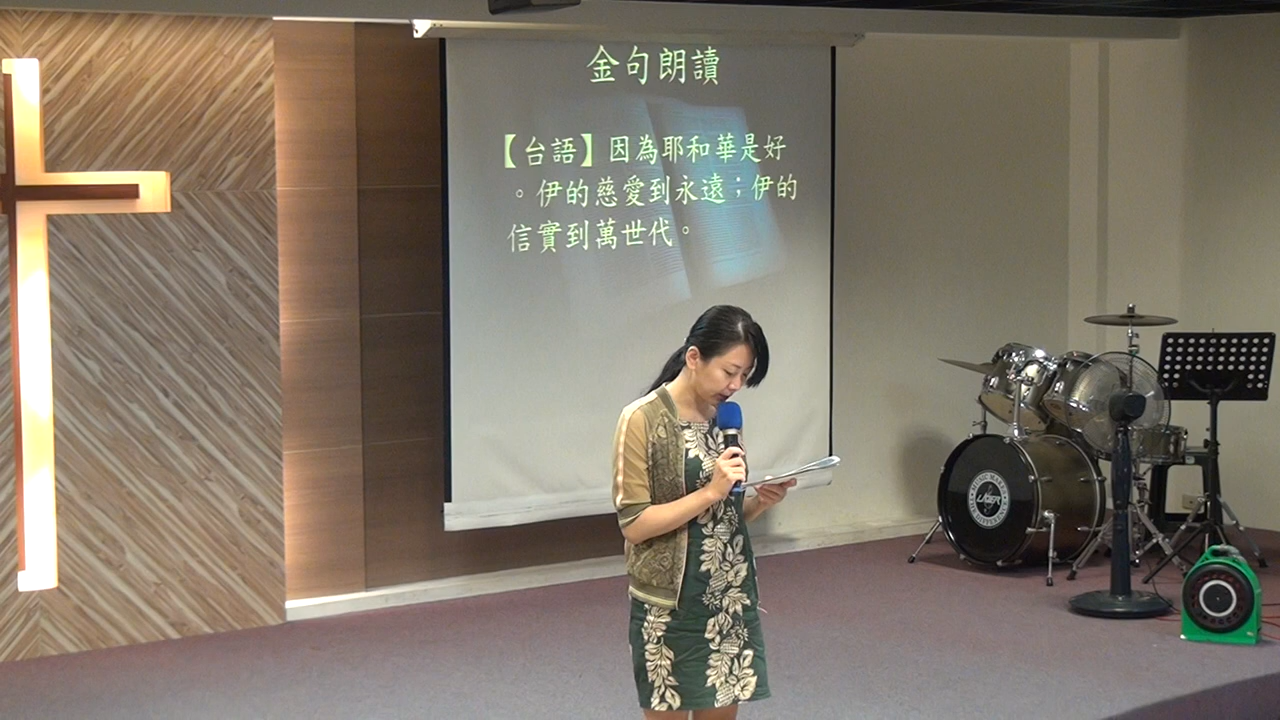 金句朗讀
【台語】因為耶和華是好
。伊的慈愛到永遠；伊的
信實到萬世代。